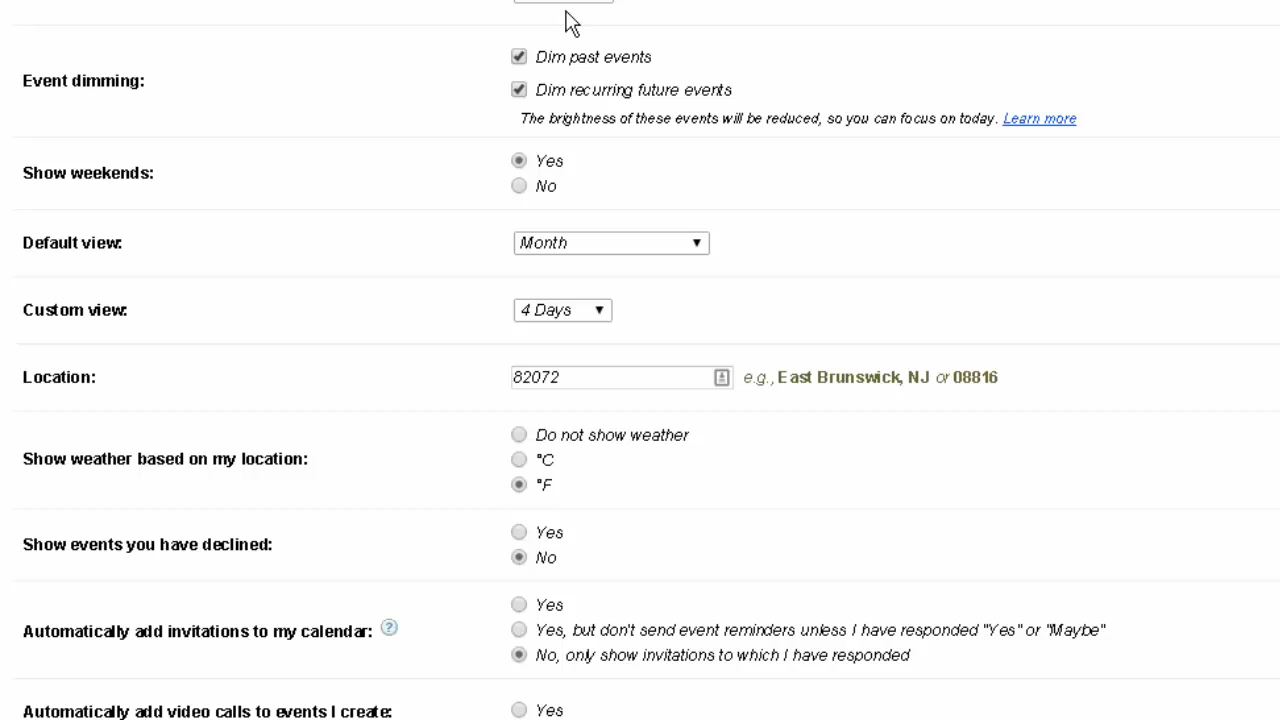 Event dimming:
Dim past events
Dim recurring future events
The brightness of these events will be reduced, so you can focus on today. Learn more
Show weekends:
Yes
No
Default view:
Month
Custom view:
4 Days
Location:
82072
e.g., East Brunswick, NJ or 08816
Show weather based on my location:
Do not show weather
°C
°F
Show events you have declined:
Yes
No
Automatically add invitations to my calendar: ?
Yes
Yes, but don't send event reminders unless I have responded "Yes" or "Maybe"
No, only show invitations to which I have responded
Automatically add video calls to events I create:
Yes